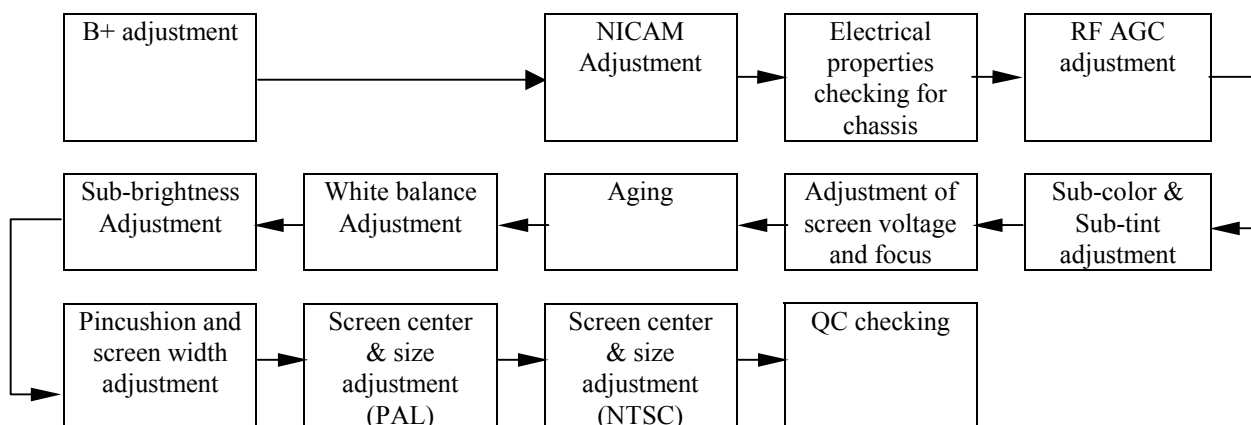 B+ adjustment
NICAM
Adjustment
Electrical
properties
checking for
chassis
RF AGC
adjustment
Sub-color &
Sub-tint
adjustment
Adjustment of
screen voltage
and focus
Aging
White balance
Adjustment
Sub-brightness
Adjustment
Pincushion and
screen width
adjustment
Screen center
& size
adjustment
(PAL)
Screen center
& size
adjustment
(NTSC)
QC checking